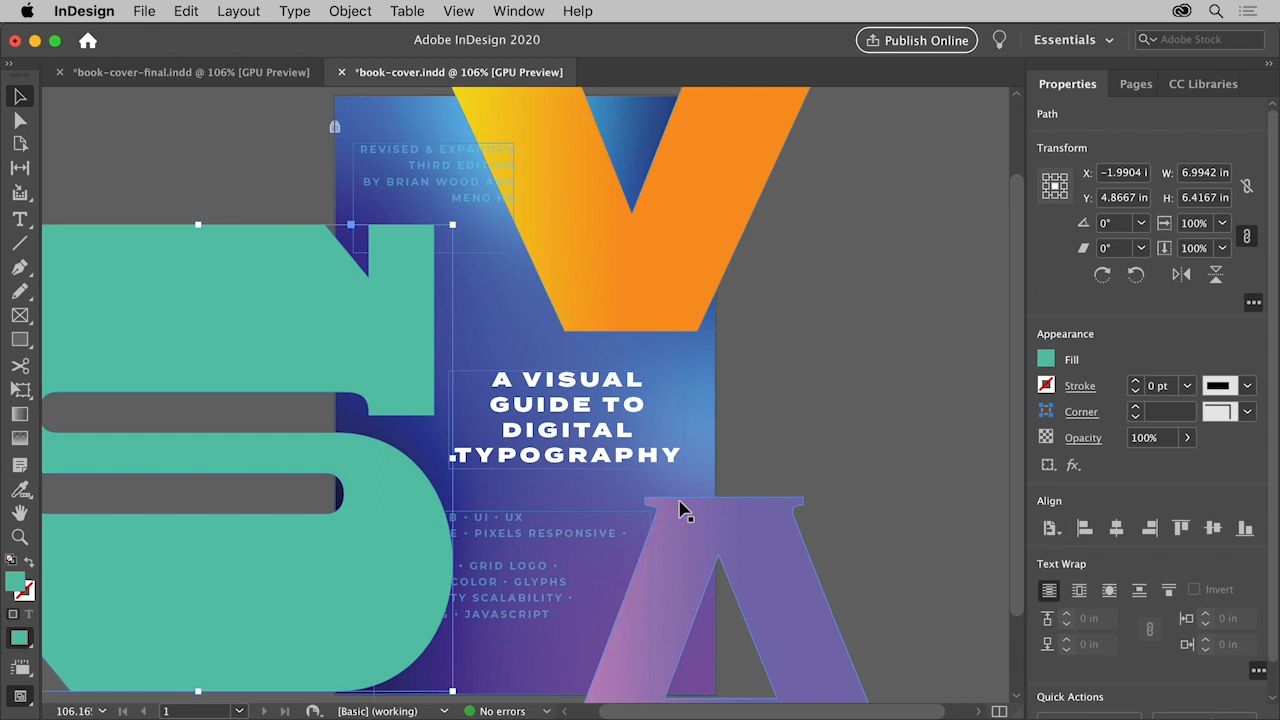 InDesign File Edit Layout Type Object Table View Window Help
Adobe InDesign 2020
Publish Online
Essentials
Adobe Stock
*book-cover-final.indd @ 106% [GPU Preview]
*book-cover.indd @ 106% [GPU Preview]
Properties Pages CC Libraries
Path
Transform
X: -1.9904 i W: 6.9942 in
Y: 4.8667 in H: 6.4167 in
0° 100%
0° 100%
Appearance
Fill
Stroke 0 pt
Corner
Opacity 100%
fx.
Align
Text Wrap
Invert
0 in 0 in
0 in 0 in
Quick Actions
REVISED & EXPANDED
THIRD EDITION
BY BRIAN WOOD AND
MENG H
V
A VISUAL
GUIDE TO
DIGITAL
TYPOGRAPHY
B • UI • UX
E • PIXELS RESPONSIVE •
• GRID LOGO •
COLOR • GLYPHS
TY SCALABILITY •
S • JAVASCRIPT
S
A
106.16% 1 [Basic] (working) No errors